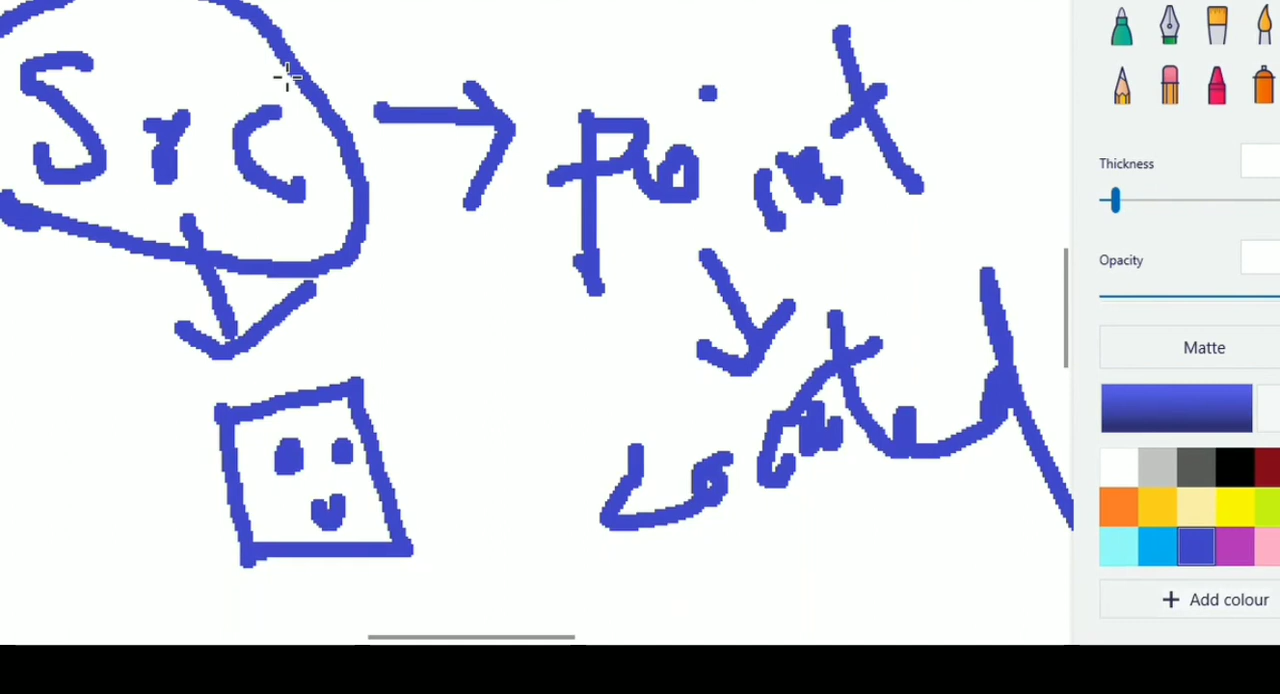 Src → point
located
Thickness
Opacity
Matte
+ Add colour